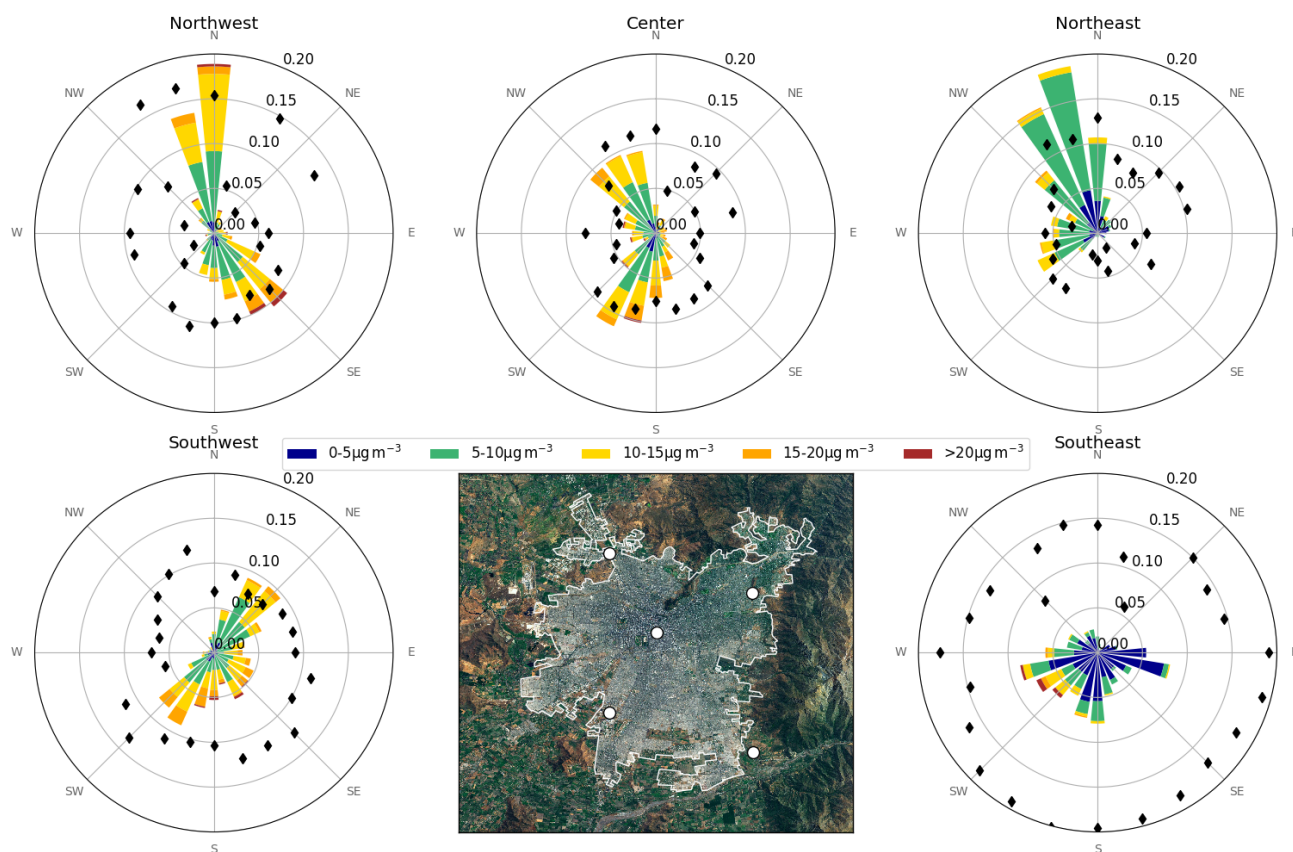 Northwest
N
0.20
NW
NE
0.15
0.10
0.05
0.00
W
E
SW
SE
S
Center
N
0.20
NW
NE
0.15
0.10
0.05
0.00
W
E
SW
SE
S
Northeast
N
0.20
NW
NE
0.15
0.10
0.05
0.00
W
SW
SE
S
0-5µg m⁻³ 5-10µg m⁻³ 10-15µg m⁻³ 15-20µg m⁻³ >20µg m⁻³
Southwest
N
0.20
NW
NE
0.15
0.10
0.05
0.00
W
E
SW
SE
S
Southeast
N
0.20
NW
NE
0.15
0.10
0.05
0.00
W
SW
SE
S